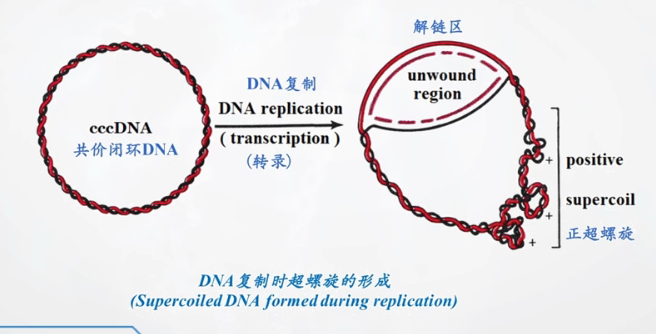 解链区
unwound
region
DNA复制
DNA replication
( transcription )
(转录)
cccDNA
共价闭环DNA
+
positive
supercoil
+
正超螺旋
+
DNA复制时超螺旋的形成
(Supercoiled DNA formed during replication)